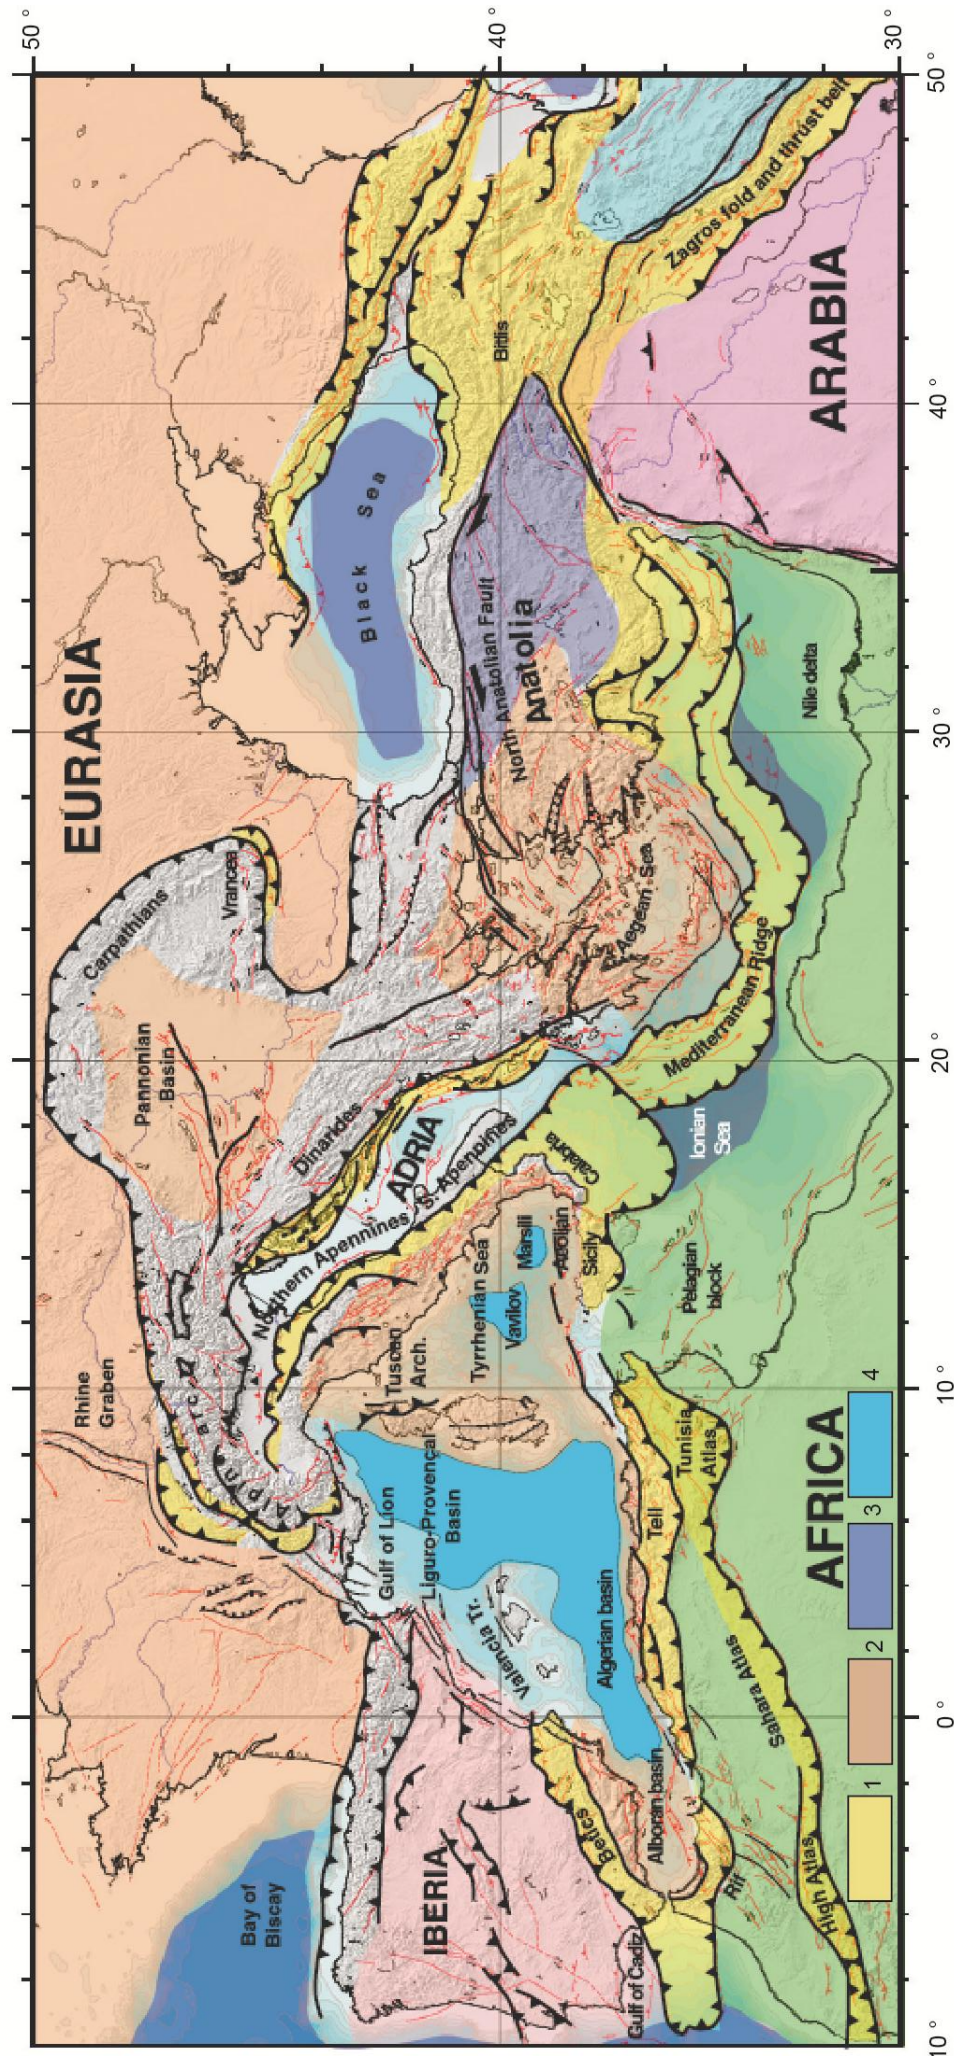 EURASIA
Rhine
Graben
Carpathians
Vrancea
Pannonian
Basin
Bay of
Biscay
arc
Dinarides
Black Sea
ADRIA
Northern Apennines
S. Apennines
Gulf of Lion
Liguro-Provençal
Basin
Tuscan
Arch.
IBERIA
Valencia Tr.
Tyrrhenian Sea
Vavilov
Marsili
Aeolian
Calabria
Sicily
North Anatolian Fault
Anatolia
Bitlis
Aegean Sea
Zagros fold and thrust belt
Betics
Algerian basin
Alboran basin
Gulf of Cadiz
Rif
Tell
Tunisia
Atlas
Pelagian
block
Ionian
Sea
Mediterranean Ridge
Nile delta
ARABIA
Sahara Atlas
High Atlas
AFRICA
1
2
3
4
50°
40°
30°
10°
0°
10°
20°
30°
40°
50°